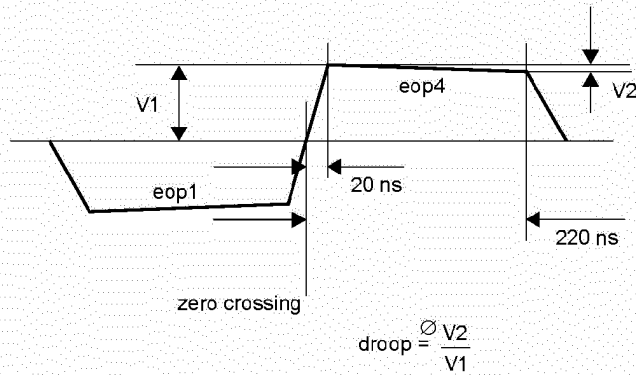 V1
eop4
V2
20 ns
eop1
220 ns
zero crossing
droop = ∅ V2
V1